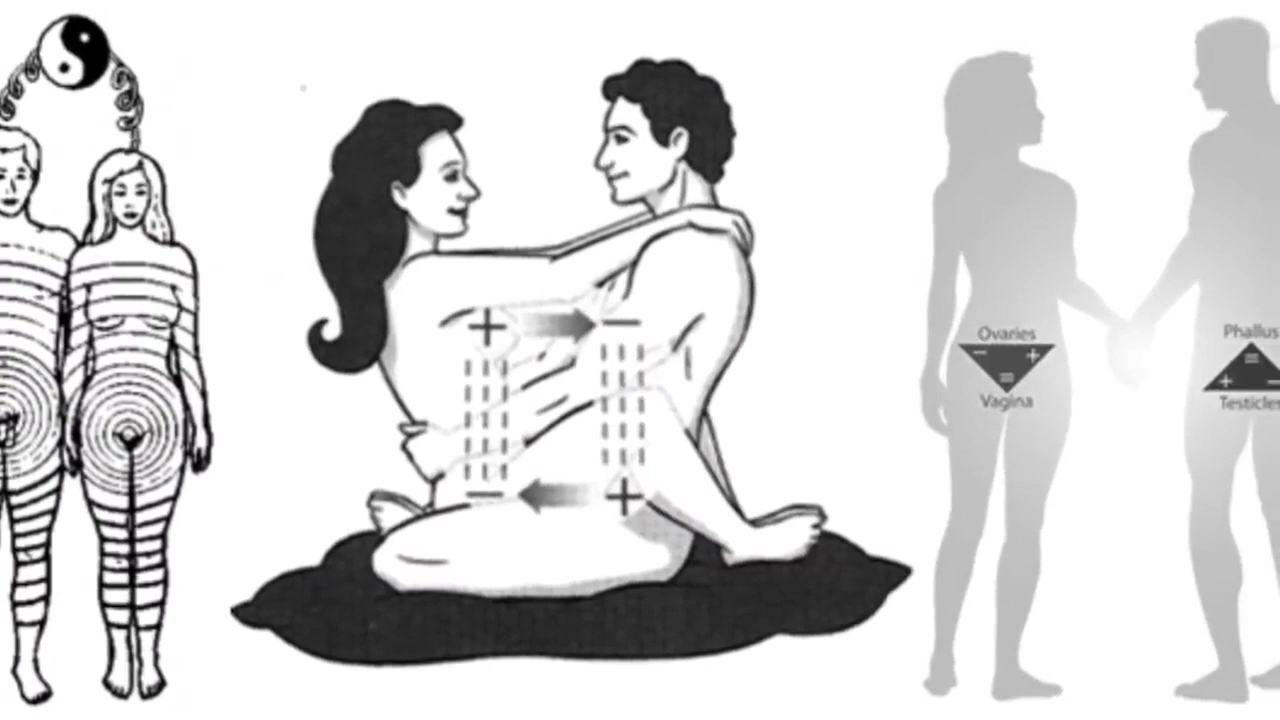 + −
− +
Ovaries
− +
=
Vagina
Phallus
=
+ −
Testicles